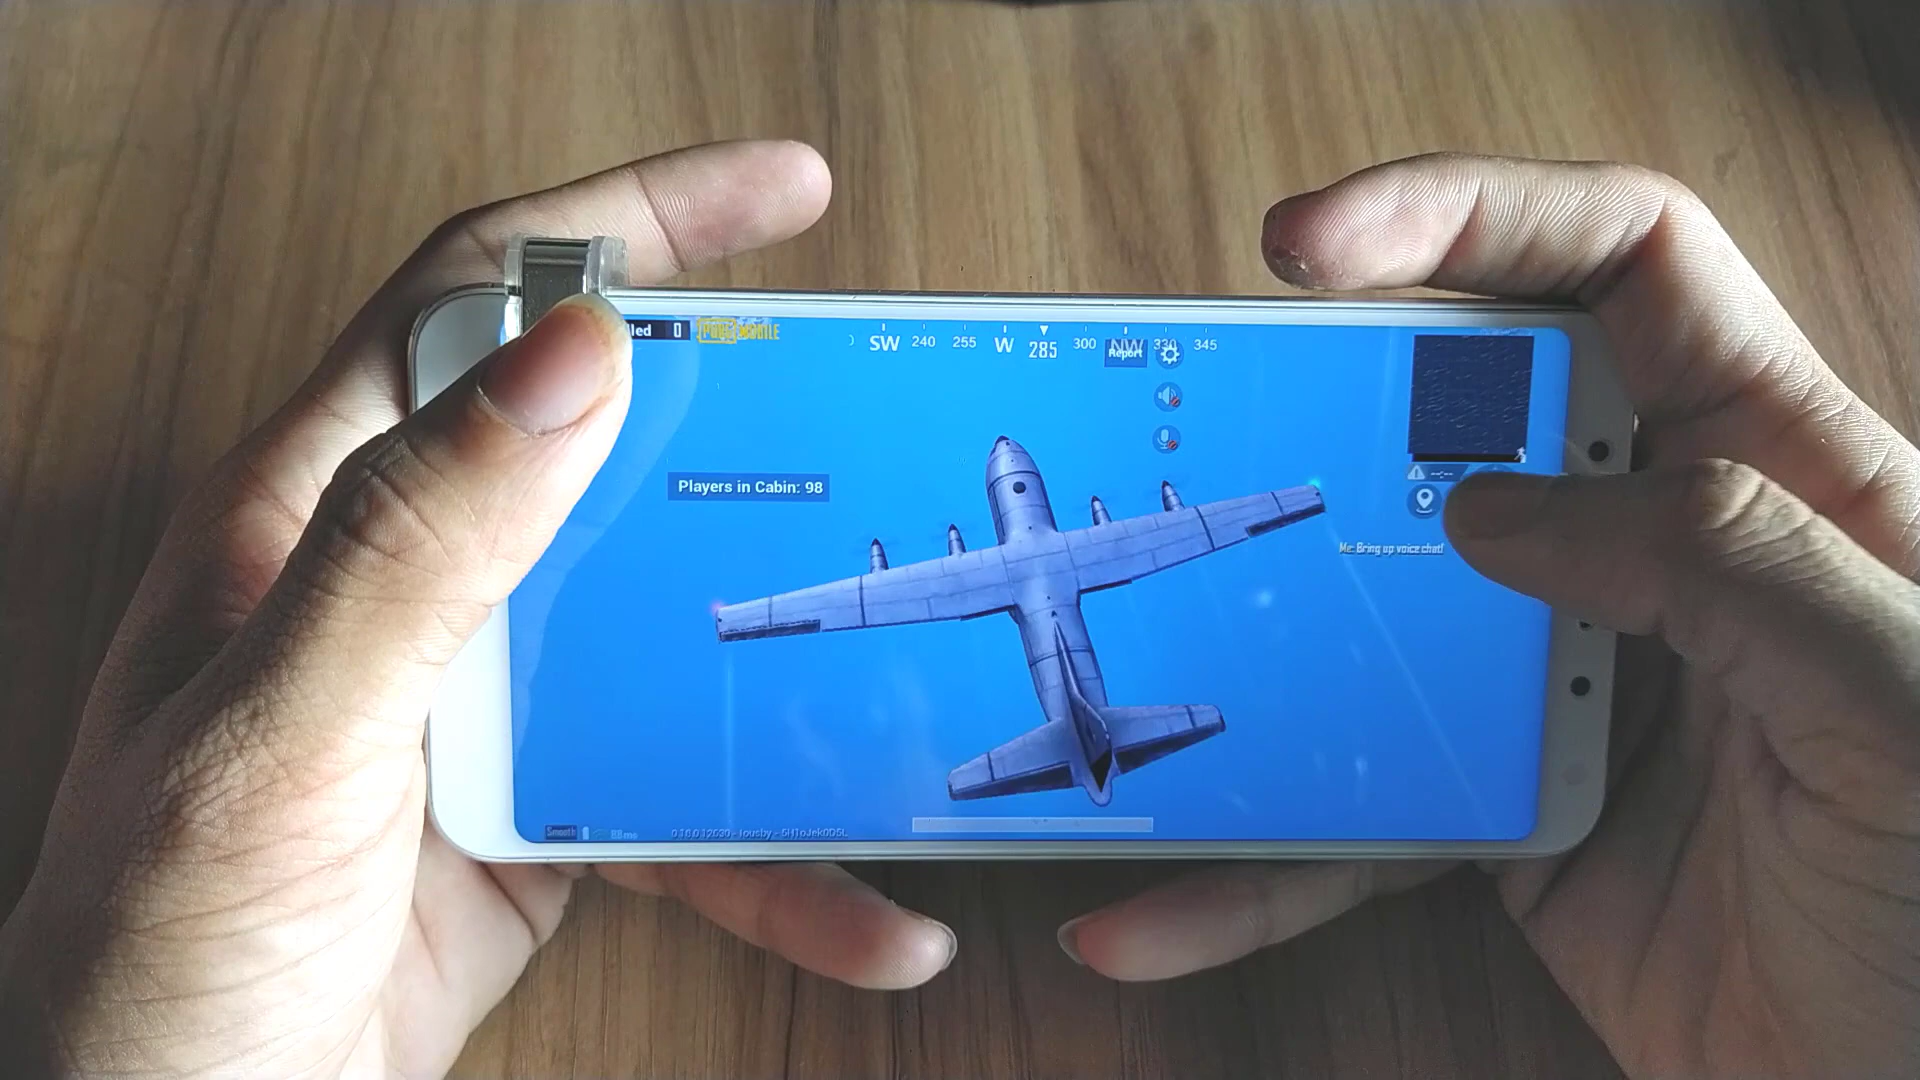 lled 0
PUBG MOBILE
SW 240 255 W 285 300 NW 330 345
Report
Players in Cabin: 98
Me: Bring up voice chat!
Smooth 88ms